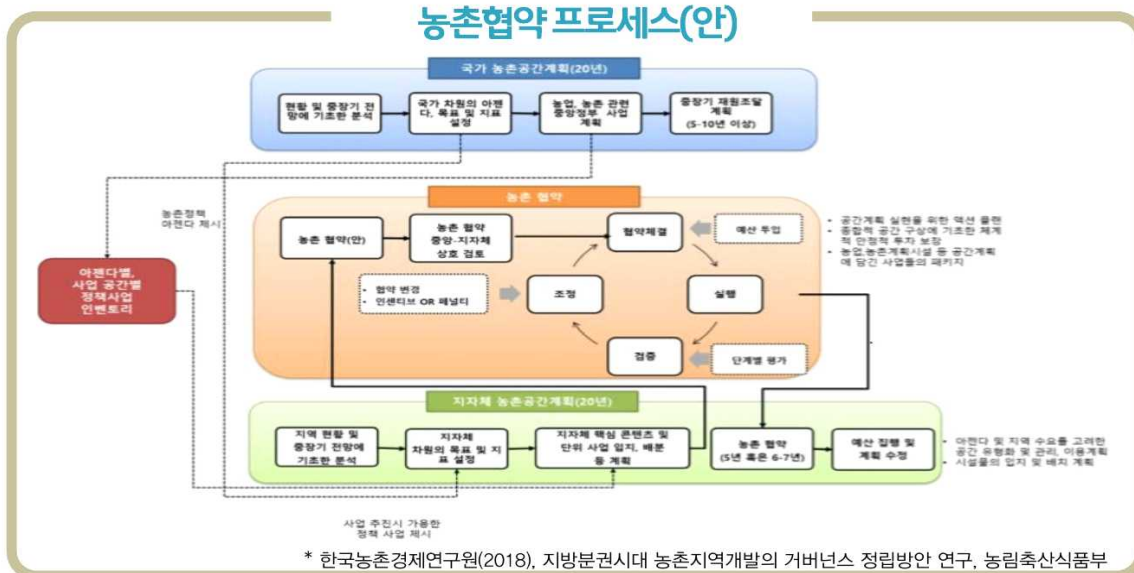 농촌협약 프로세스(안)
국가 농촌공간계획(20년)
현황 및 중장기 전
망에 기초한 분석
국가 차원의 아젠
다, 목표 및 지표
설정
농업, 농촌 관련
중앙정부 사업
계획
중장기 재원조달
계획
(5-10년 이상)
농촌정책
아젠다 제시
농촌 협약
농촌 협약(안)
농촌 협약
중앙-지자체
상호 검토
협약체결
예산 투입
• 협약 변경
• 인센티브 OR 페널티
조정
실행
검증
단계별 평가
• 공간계획 실현을 위한 액션 플랜
• 종합적 공간 구상에 기초한 체계
적 안정적 투자 보장
• 농업,농촌계획시설 등 공간계획
에 담긴 사업들의 패키지
아젠다별,
사업 공간별
정책사업
인벤토리
지자체 농촌공간계획(20년)
지역 현황 및
중장기 전망에
기초한 분석
지자체
차원의 목표 및 지
표 설정
지자체 핵심 콘텐츠 및
단위 사업 입지, 배분
등 계획
농촌 협약
(5년 혹은 6-7년)
예산 집행 및
계획 수정
• 아젠다 및 지역 수요를 고려한
공간 유형화 및 관리, 이용계획
• 시설물의 입지 및 배치 계획
사업 추진시 가용한
정책 사업 제시
* 한국농촌경제연구원(2018), 지방분권시대 농촌지역개발의 거버넌스 정립방안 연구, 농림축산식품부